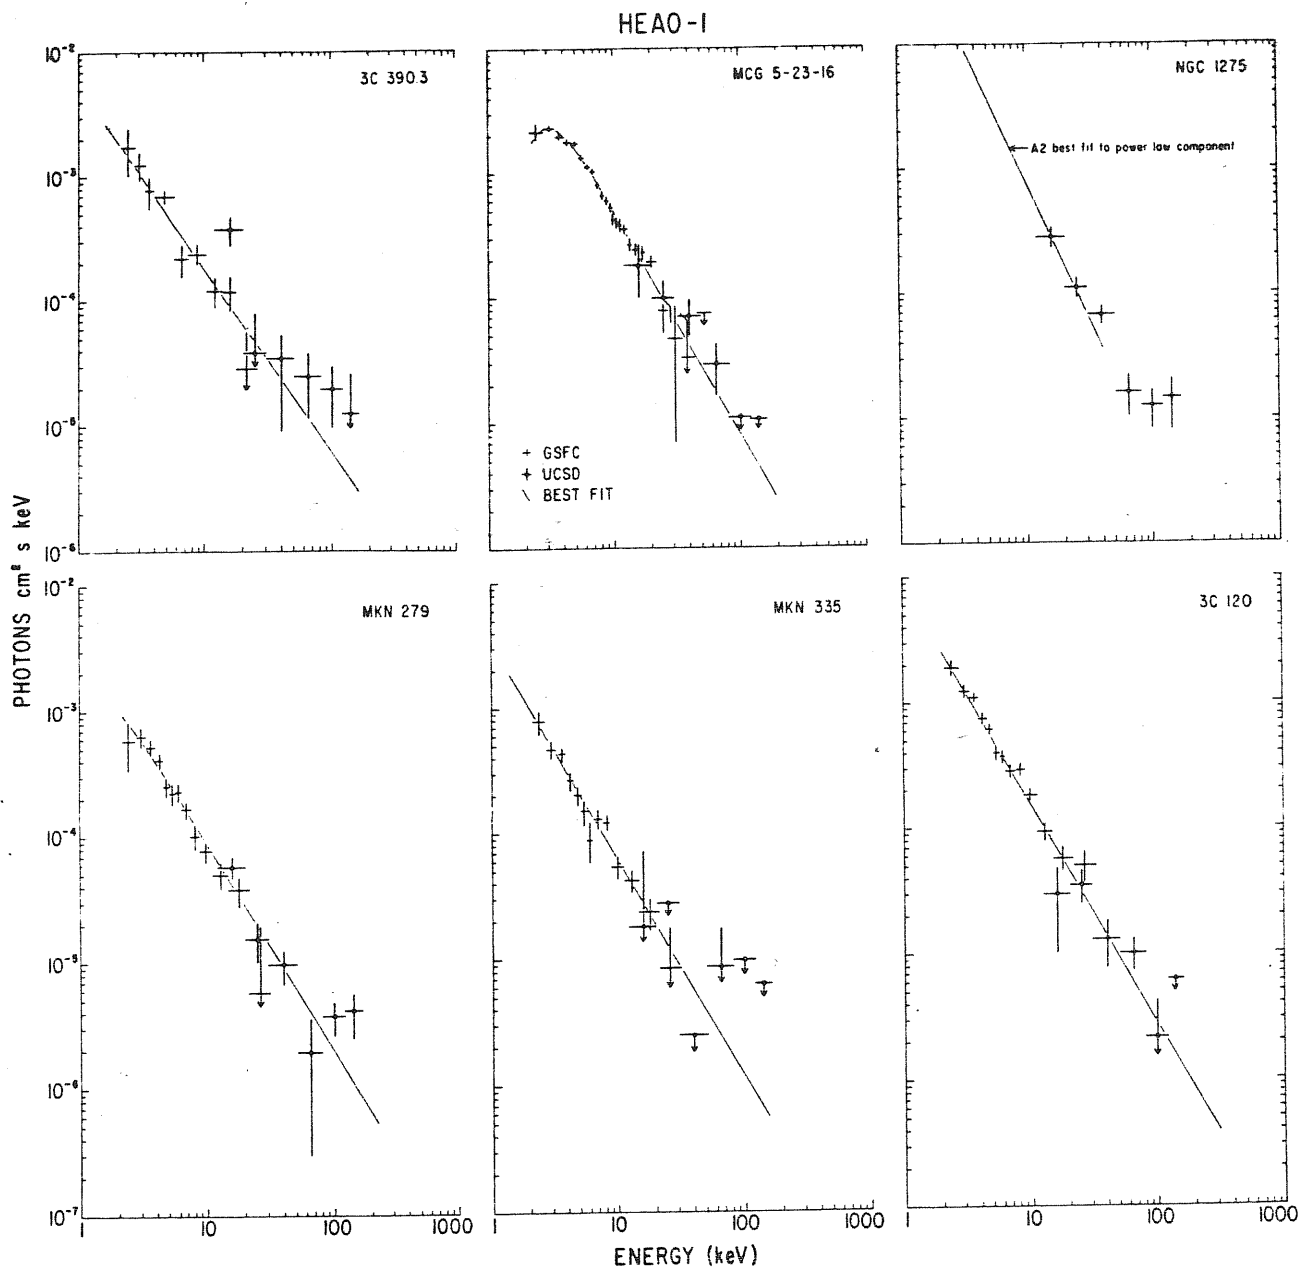 HEAO-1
10⁻²
10⁻³
10⁻⁴
10⁻⁵
10⁻⁶
3C 390.3
MCG 5-23-16
+ GSFC
UCSD
\ BEST FIT
NGC 1275
A2 best fit to power law component
PHOTONS cm² s keV
10⁻²
10⁻³
10⁻⁴
10⁻⁵
10⁻⁶
10⁻⁷
MKN 279
MKN 335
3C 120
1 10 100 1000
1 10 100 1000
1 10 100 1000
ENERGY (keV)